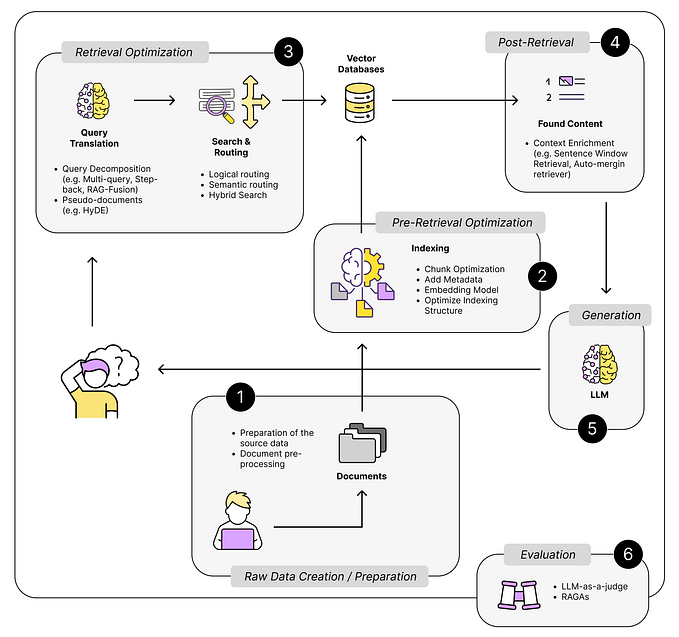 Retrieval Optimization
3
Query
Translation
• Query Decomposition
(e.g. Multi-query, Step-
back, RAG-Fusion)
• Pseudo-documents
(e.g. HyDE)
Search &
Routing
• Logical routing
• Semantic routing
• Hybrid Search
Vector
Databases
Post-Retrieval
4
1
2
Found Content
• Context Enrichment
(e.g. Sentence Window
Retrieval, Auto-mergin
retriever)
Pre-Retrieval Optimization
Indexing
• Chunk Optimization
• Add Metadata
• Embedding Model
• Optimize Indexing
Structure
2
Generation
LLM
5
?
1
• Preparation of the
source data
• Document pre-
processing
Documents
Raw Data Creation / Preparation
Evaluation
6
• LLM-as-a-judge
• RAGAs